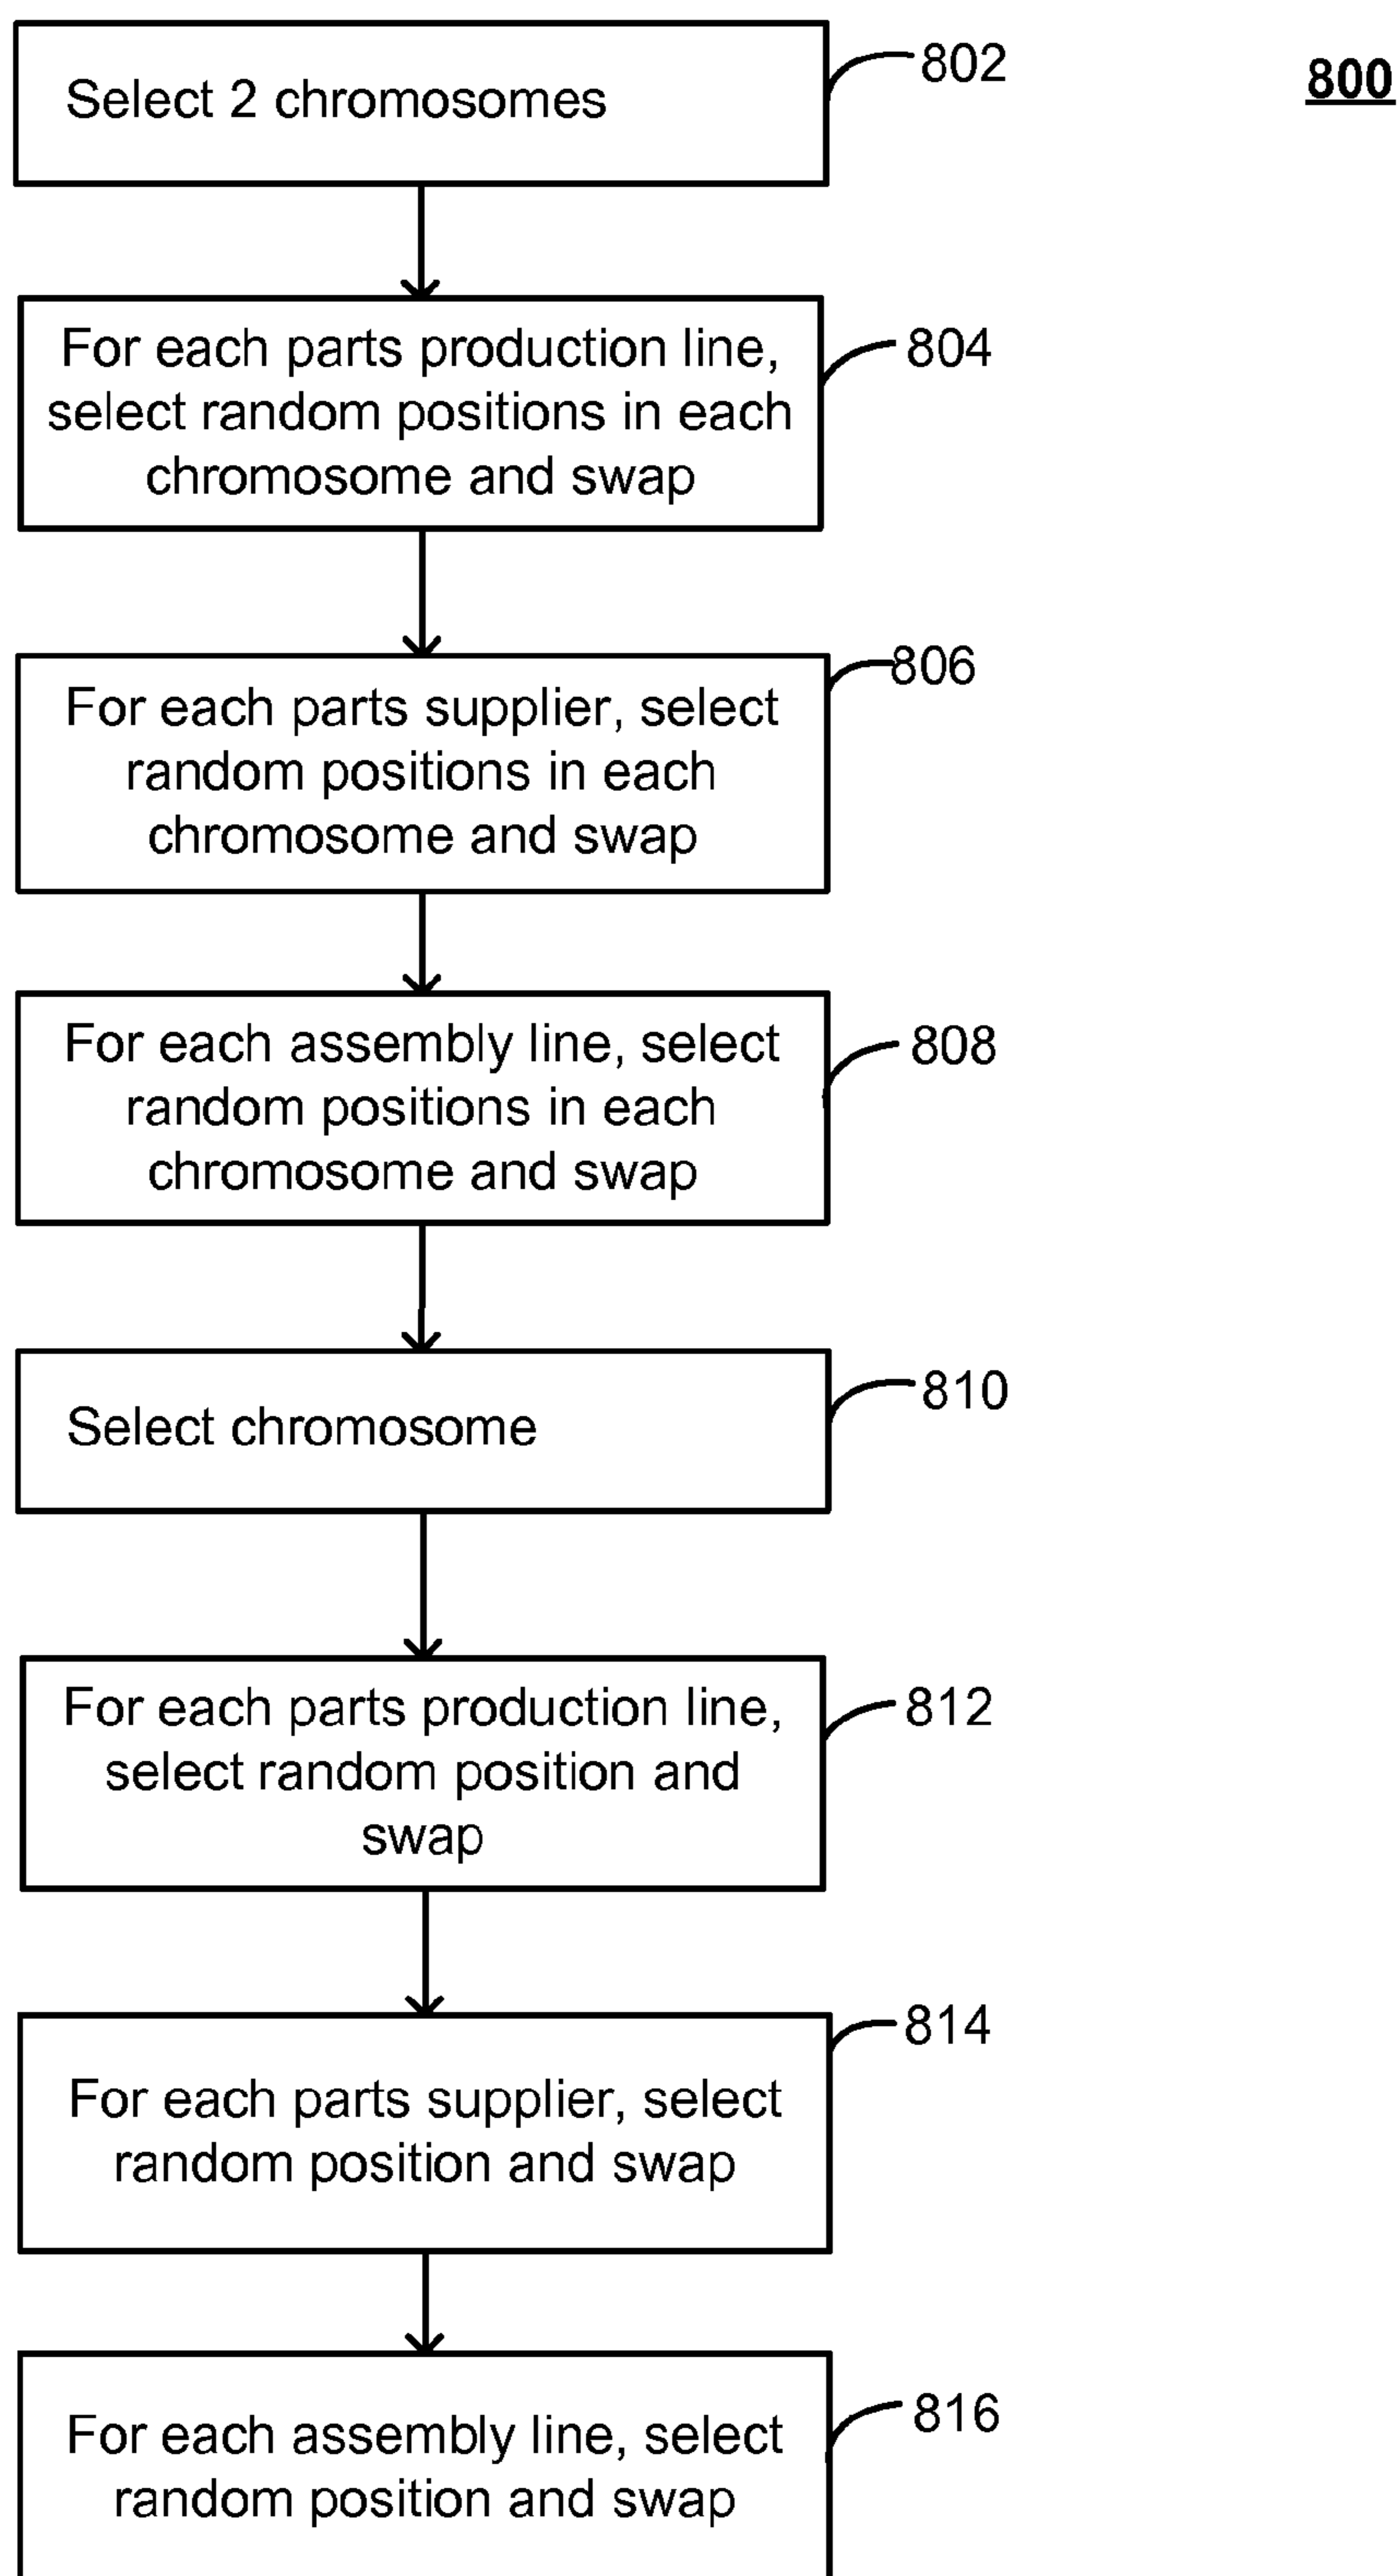 Select 2 chromosomes
802
800
For each parts production line,
select random positions in each
chromosome and swap
804
For each parts supplier, select
random positions in each
chromosome and swap
806
For each assembly line, select
random positions in each
chromosome and swap
808
Select chromosome
810
For each parts production line,
select random position and
swap
812
For each parts supplier, select
random position and swap
814
For each assembly line, select
random position and swap
816